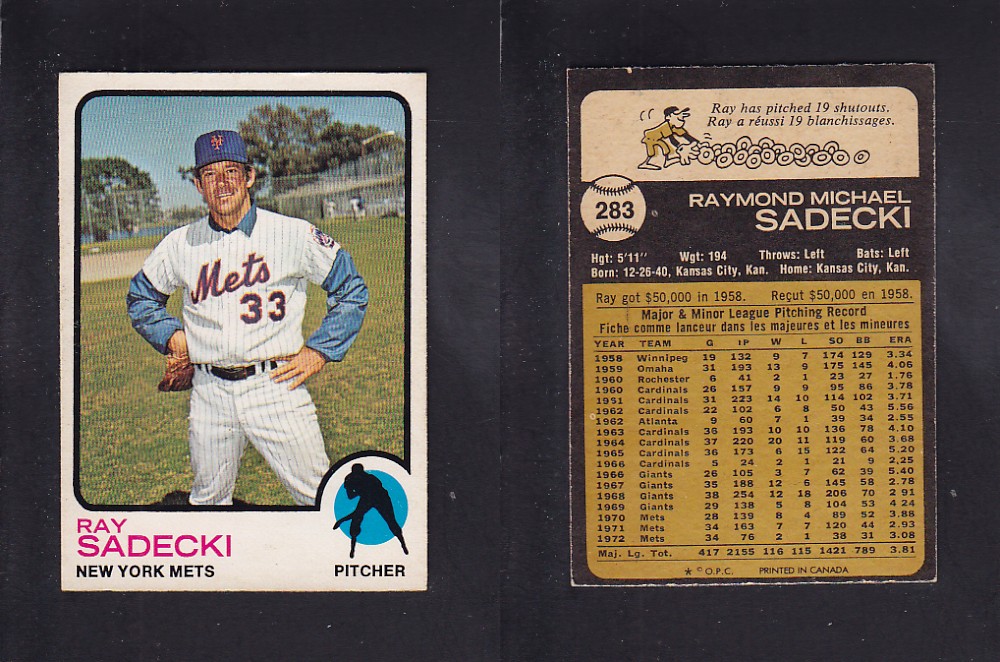 NY
Mets
33
RAY
SADECKI
NEW YORK METS
PITCHER
Ray has pitched 19 shutouts.
Ray a réussi 19 blanchissages.
283
RAYMOND MICHAEL
SADECKI
Hgt: 5'11" Wgt: 194 Throws: Left Bats: Left
Born: 12-26-40, Kansas City, Kan. Home: Kansas City, Kan.
Ray got $50,000 in 1958. Reçut $50,000 en 1958.
Major & Minor League Pitching Record
Fiche comme lanceur dans les majeures et les mineures
YEAR TEAM G IP W L SO BB ERA
1958 Winnipeg 19 132 9 7 174 129 3.34
1959 Omaha 31 193 13 9 175 145 4.06
1960 Rochester 6 41 2 1 23 27 1.76
1960 Cardinals 26 157 9 9 95 86 3.78
1951 Cardinals 31 223 14 10 114 102 3.71
1962 Cardinals 22 102 6 8 50 43 5.56
1962 Atlanta 9 60 7 1 39 34 2.55
1963 Cardinals 36 193 10 10 136 78 4.10
1964 Cardinals 37 220 20 11 119 60 3.68
1965 Cardinals 36 173 6 15 122 64 5.20
1966 Cardinals 5 24 2 1 21 9 2.25
1966 Giants 26 105 3 7 62 39 5.40
1967 Giants 35 188 12 6 145 58 2.78
1968 Giants 38 254 12 18 206 70 2 91
1969 Giants 29 138 5 8 104 53 4 24
1970 Mets 28 139 8 4 89 52 3.88
1971 Mets 34 163 7 7 120 44 2.93
1972 Mets 34 76 2 1 38 31 3.08
Maj. Lg. Tot. 417 2155 116 115 1421 789 3.81
★ © O.P.C. PRINTED IN CANADA